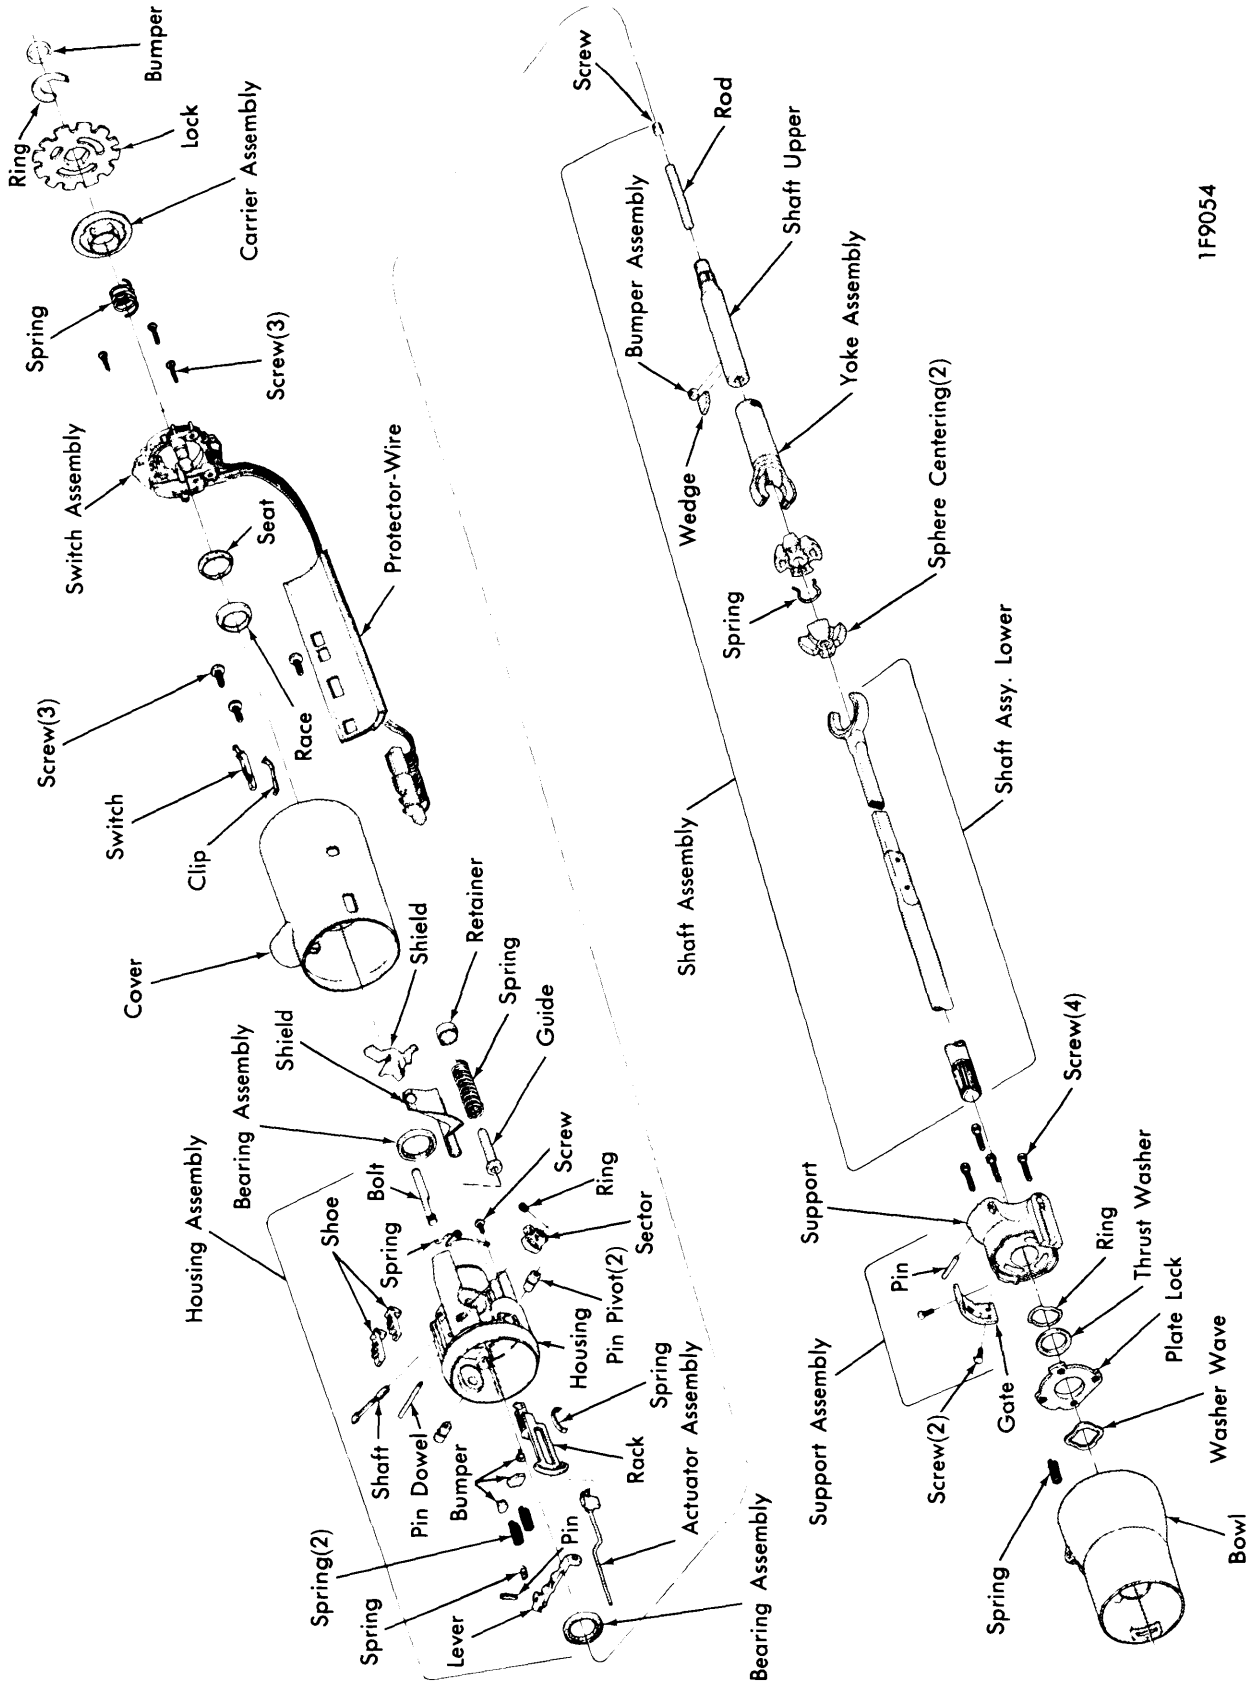 Bumper
Ring
Lock
Carrier Assembly
Spring
Screw(3)
Switch Assembly
Seat
Protector-Wire
Screw(3)
Race
Switch
Clip
Cover
Shield
Retainer
Spring
Guide
Shield
Bearing Assembly
Housing Assembly
Bolt
Shoe
Spring
Screw
Ring
Sector
Pin Pivot(2)
Housing
Spring
Shaft
Pin Dowel
Bumper
Rack
Actuator Assembly
Spring(2)
Pin
Spring
Lever
Bearing Assembly
Screw
Rod
Shaft Upper
Bumper Assembly
Yoke Assembly
Wedge
Sphere Centering(2)
Spring
Shaft Assy. Lower
Shaft Assembly
Screw(4)
Support
Pin
Ring
Thrust Washer
Plate Lock
Washer Wave
Support Assembly
Gate
Screw(2)
Spring
Bowl
1F9054